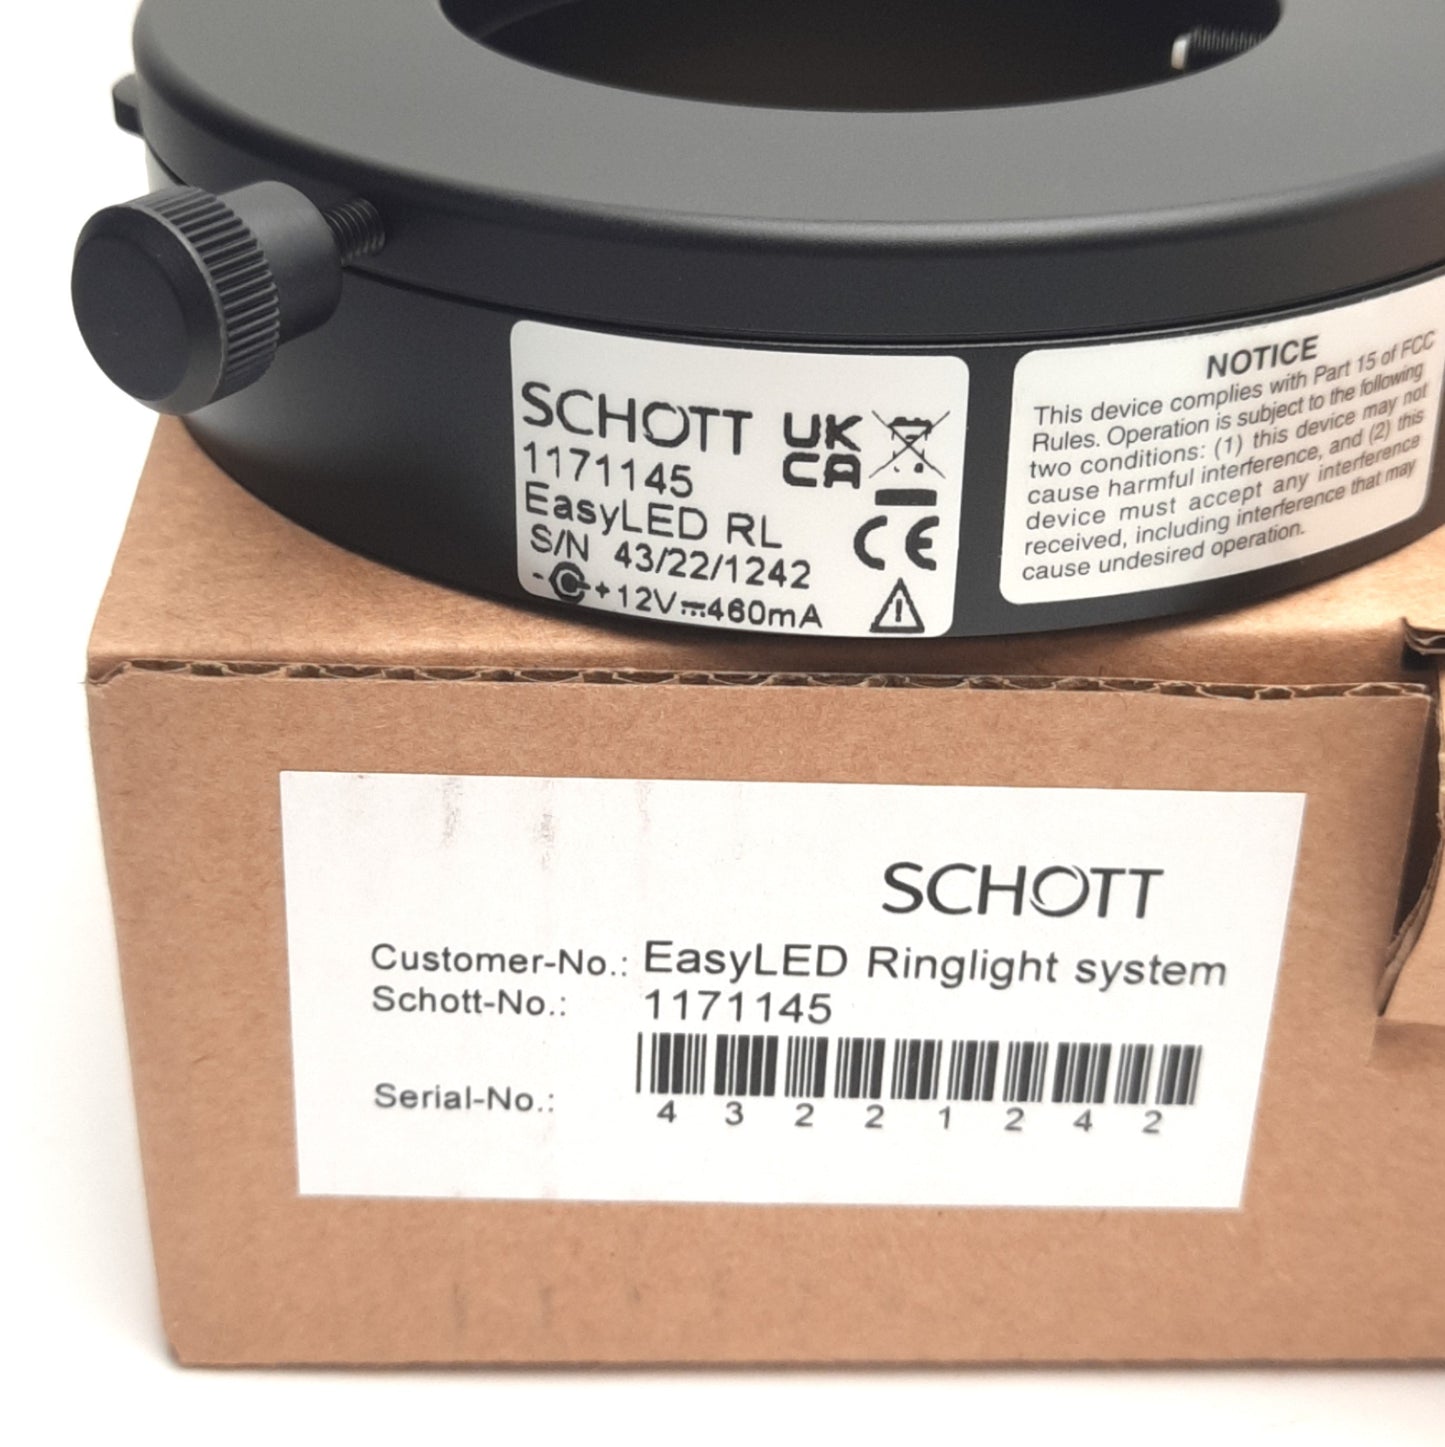 SCHOTT
1171145
EasyLED RL
S/N 43/22/1242
- + 12V 460mA
UK
CA
CE
NOTICE
This device complies with Part 15 of FCC
Rules. Operation is subject to the following
two conditions: (1) this device may not
cause harmful interference, and (2) this
device must accept any interference
received, including interference that may
cause undesired operation.
SCHOTT
Customer-No.: EasyLED Ringlight system
Schott-No.: 1171145
Serial-No.: 4 3 2 2 1 2 4 2